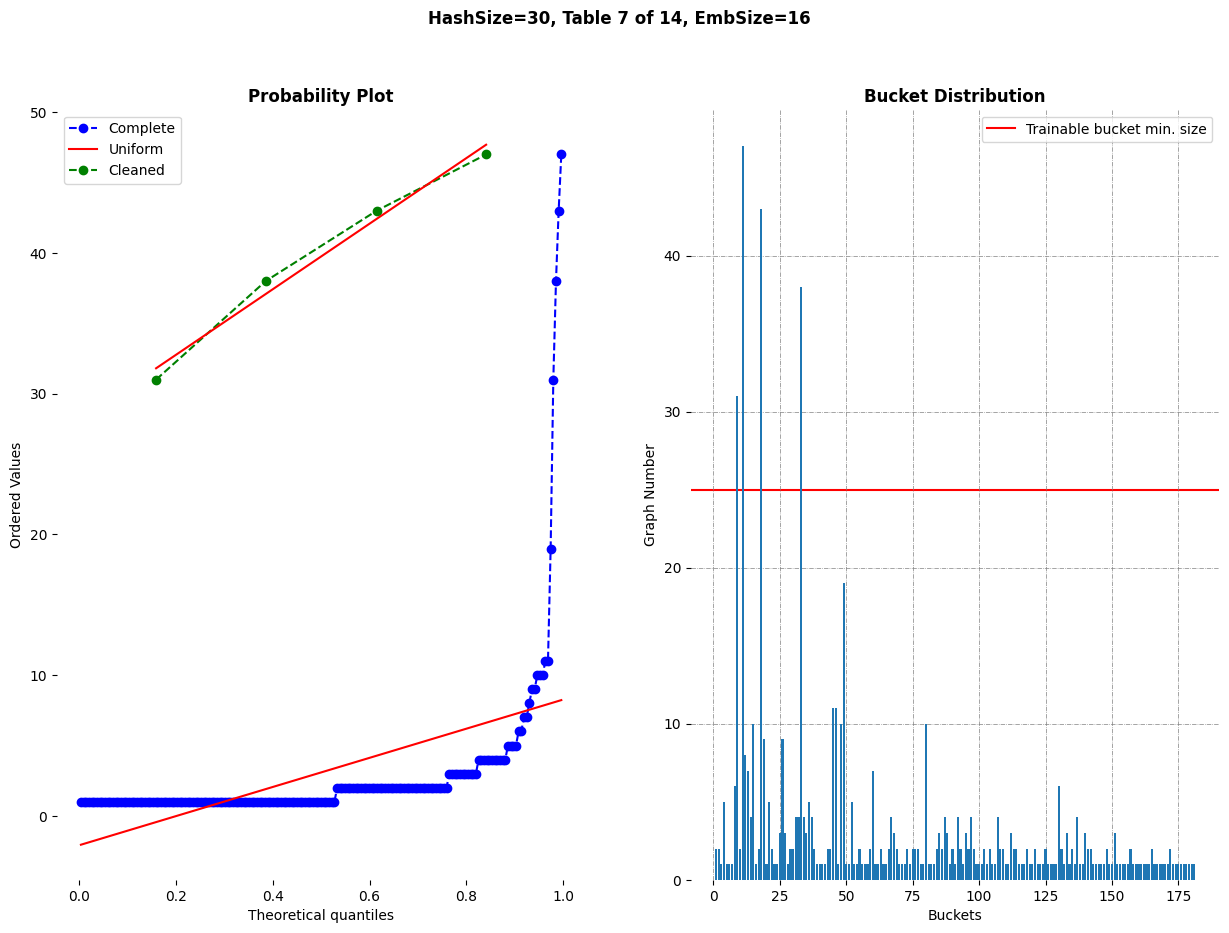 HashSize=30, Table 7 of 14, EmbSize=16
Probability Plot
Complete
Uniform
Cleaned
Ordered Values
50
40
30
20
10
0
0.0 0.2 0.4 0.6 0.8 1.0
Theoretical quantiles
Bucket Distribution
Trainable bucket min. size
Graph Number
40
30
20
10
0
0 25 50 75 100 125 150 175
Buckets